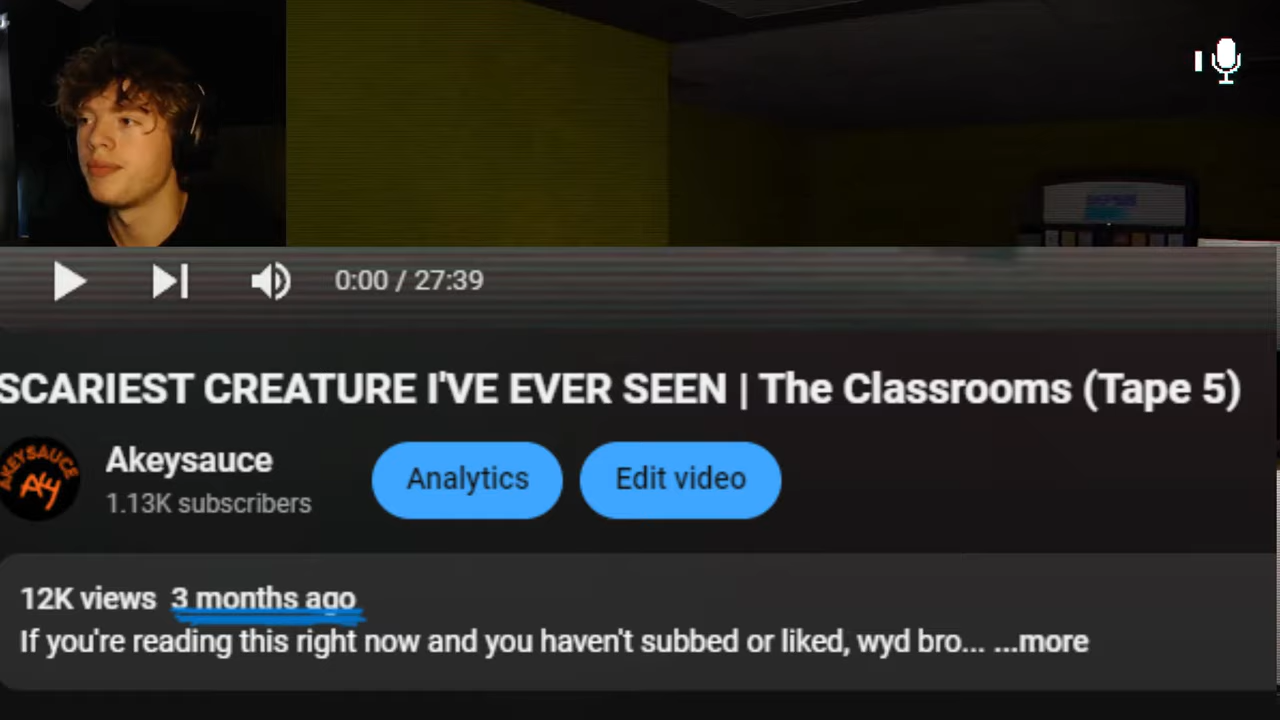 0:00 / 27:39
SCARIEST CREATURE I'VE EVER SEEN | The Classrooms (Tape 5)
AKEYSAUCE
AY
Akeysauce
1.13K subscribers
Analytics
Edit video
12K views 3 months ago
If you're reading this right now and you haven't subbed or liked, wyd bro... ...more